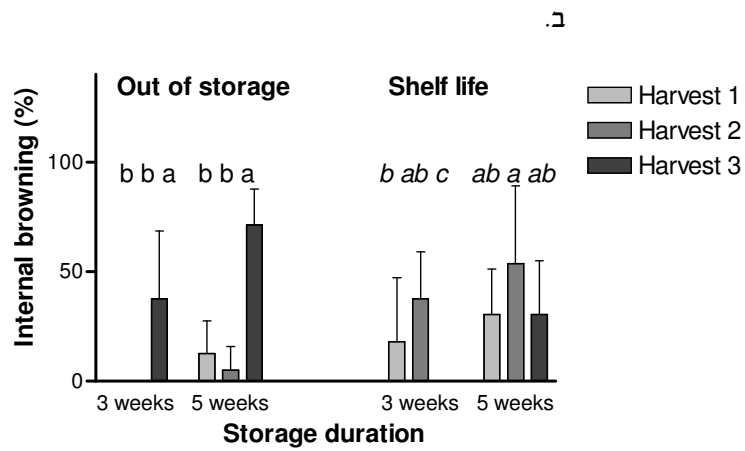 ב.
Out of storage
Shelf life
Harvest 1
Harvest 2
Harvest 3
Internal browning (%)
100
50
0
b b a
b b a
b ab c
ab a ab
3 weeks
5 weeks
3 weeks
5 weeks
Storage duration